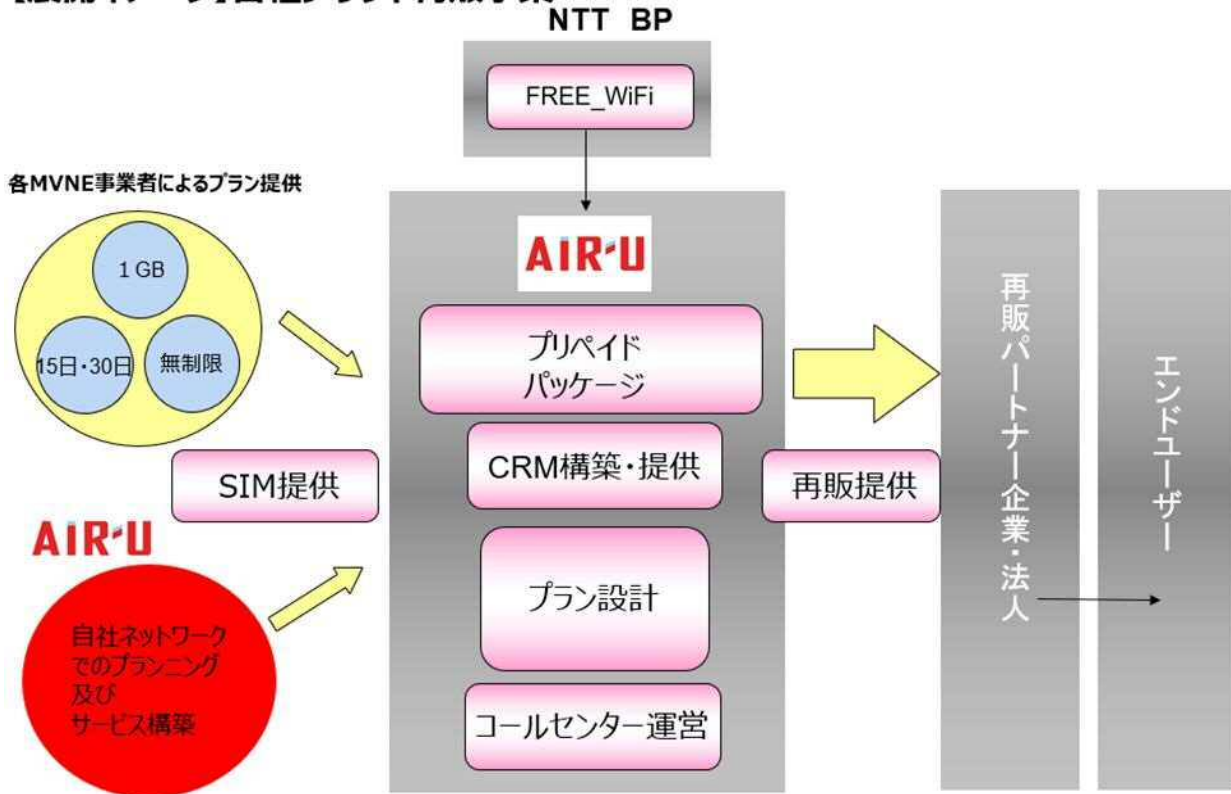 NTT BP
FREE_WiFi
各MVNE事業者によるプラン提供
1 GB
15日・30日
無制限
AIR'U
プリペイド
パッケージ
SIM提供
CRM構築・提供
再販提供
AIR'U
自社ネットワーク
でのプランニング
及び
サービス構築
プラン設計
コールセンター運営
再販パートナー企業・法人
エンドユーザー